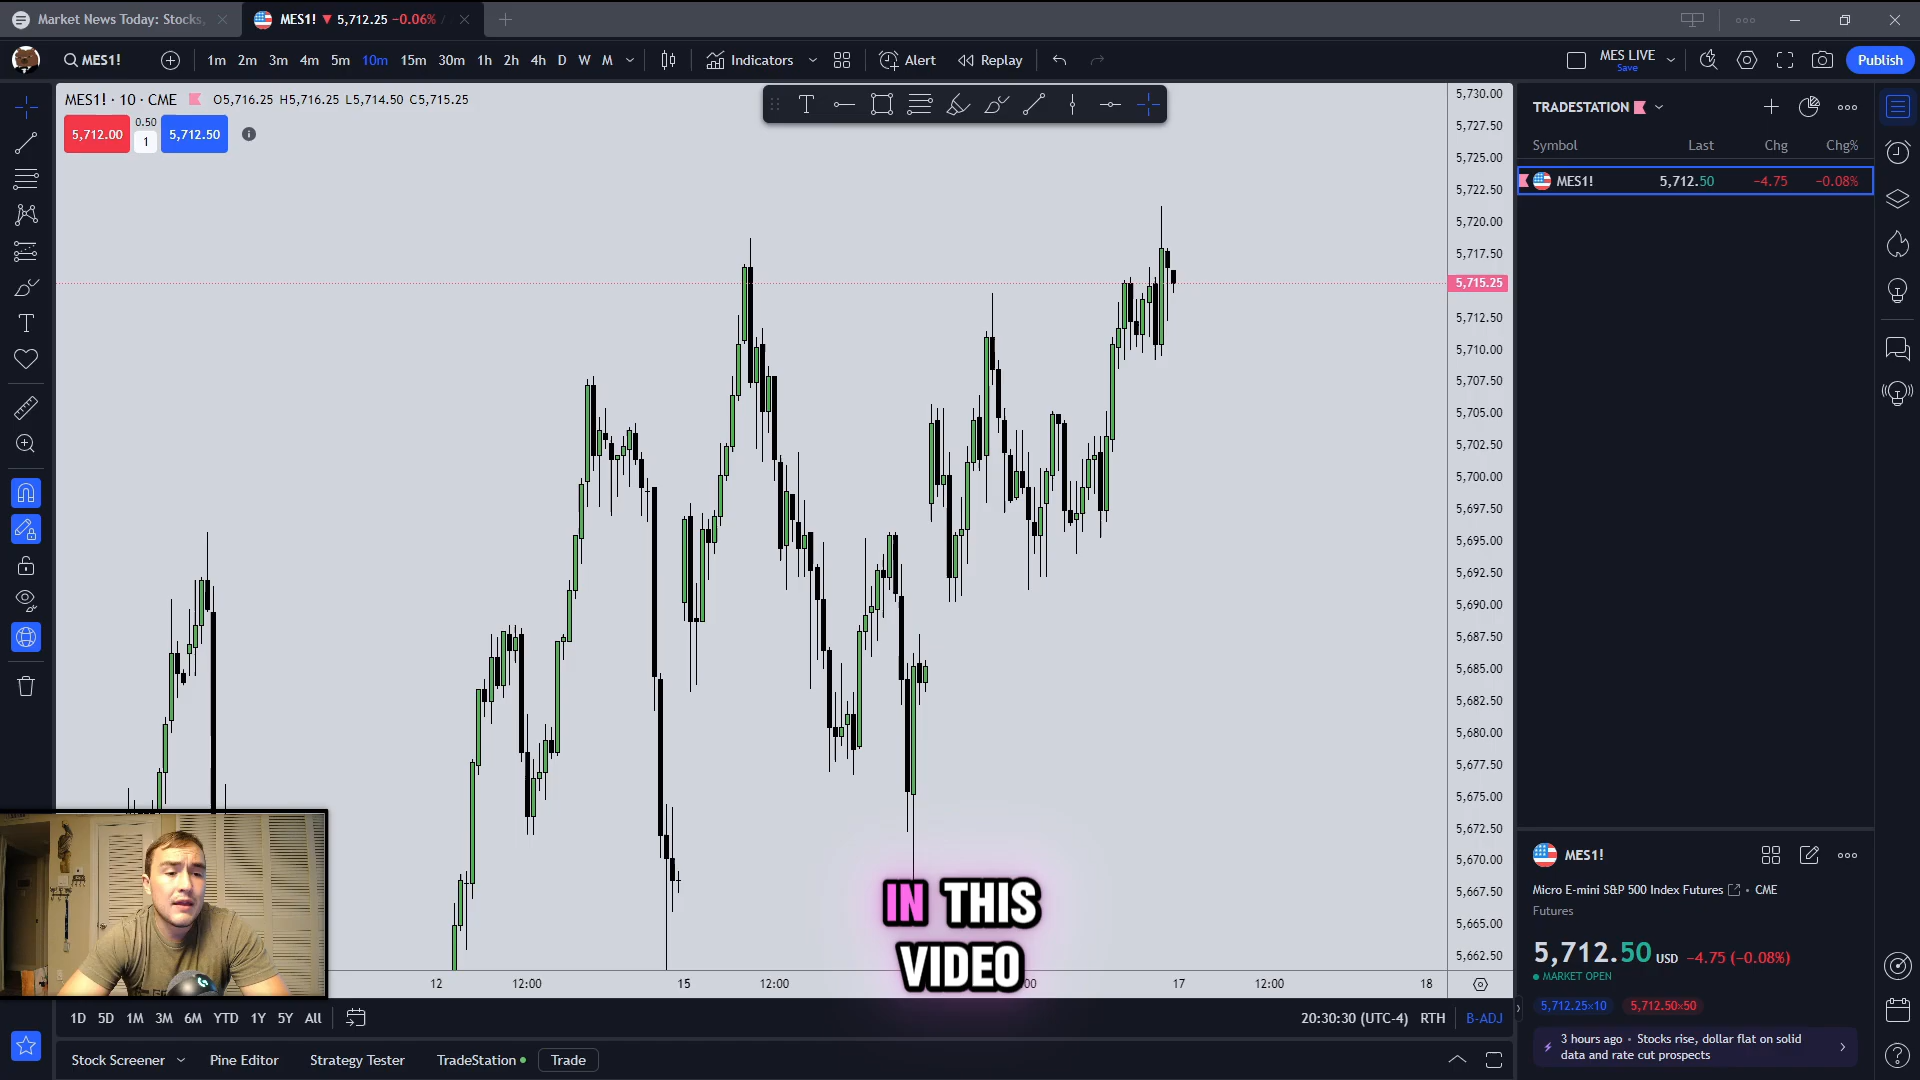 Market News Today: Stocks,
MES1! ▼ 5,712.25 −0.06% /
MES1!
1m 2m 3m 4m 5m 10m 15m 30m 1h 2h 4h D W M
Indicators
Alert
Replay
MES LIVE
Save
Publish
MES1! · 10 · CME O5,716.25 H5,716.25 L5,714.50 C5,715.25
5,712.00
0.50
1
5,712.50
T
5,730.00
5,727.50
5,725.00
5,722.50
5,720.00
5,717.50
5,715.25
5,712.50
5,710.00
5,707.50
5,705.00
5,702.50
5,700.00
5,697.50
5,695.00
5,692.50
5,690.00
5,687.50
5,685.00
5,682.50
5,680.00
5,677.50
5,675.00
5,672.50
5,670.00
5,667.50
5,665.00
5,662.50
TRADESTATION
Symbol Last Chg Chg%
MES1! 5,712.50 −4.75 −0.08%
IN THIS
VIDEO
12 12:00 15 12:00 :00 17 12:00 18
MES1!
Micro E-mini S&P 500 Index Futures • CME
Futures
5,712.50 USD −4.75 (−0.08%)
MARKET OPEN
5,712.25×10 5,712.50×50
3 hours ago • Stocks rise, dollar flat on solid
data and rate cut prospects
1D 5D 1M 3M 6M YTD 1Y 5Y All
20:30:30 (UTC-4) RTH B-ADJ
Stock Screener Pine Editor Strategy Tester TradeStation Trade